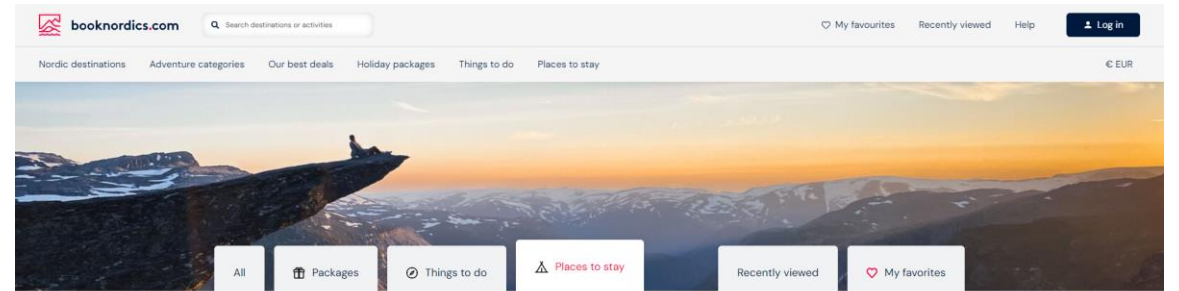 booknordics.com Search destinations or activities My favourites Recently viewed Help Log in
Nordic destinations Adventure categories Our best deals Holiday packages Things to do Places to stay € EUR
All Packages Things to do Places to stay Recently viewed My favorites